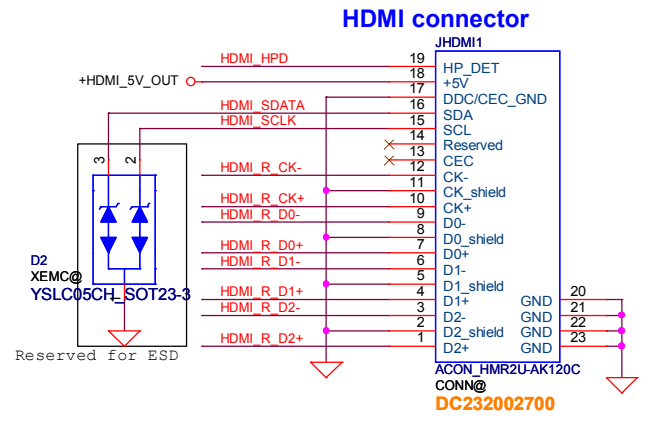 HDMI connector
JHDMI1
HDMI_HPD 19 HP_DET
+HDMI_5V_OUT 18 +5V
17 DDC/CEC_GND
HDMI_SDATA 16 SDA
HDMI_SCLK 15 SCL
14 Reserved
13 CEC
3 2
HDMI_R_CK- 12 CK-
11 CK_shield
HDMI_R_CK+ 10 CK+
HDMI_R_D0- 9 D0-
8 D0_shield
HDMI_R_D0+ 7 D0+
HDMI_R_D1- 6 D1-
5 D1_shield
HDMI_R_D1+ 4 D1+ GND 20
HDMI_R_D2- 3 D2- GND 21
2 D2_shield GND 22
HDMI_R_D2+ 1 D2+ GND 23
D2
XEMC@
YSLC05CH_SOT23-3
Reserved for ESD
ACON_HMR2U-AK120C
CONN@
DC232002700